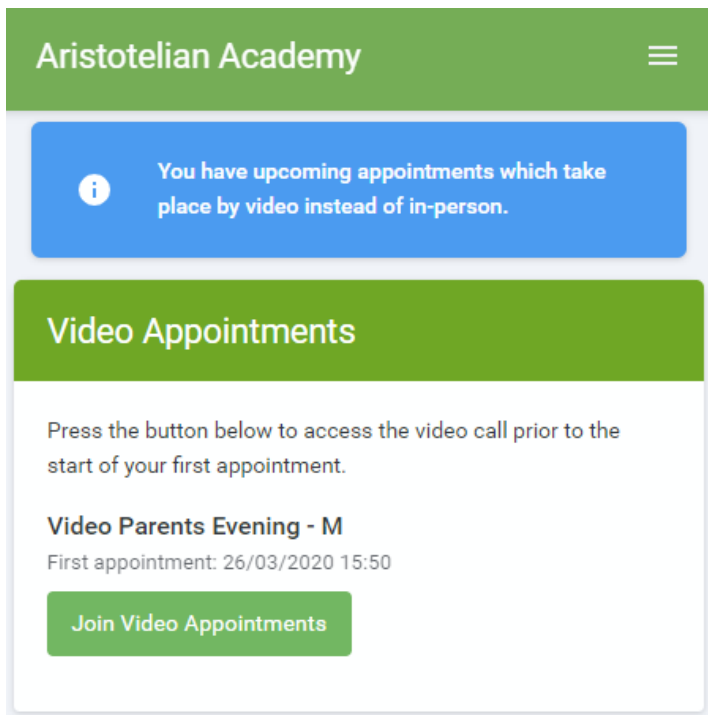 Aristotelian Academy
You have upcoming appointments which take
place by video instead of in-person.
Video Appointments
Press the button below to access the video call prior to the
start of your first appointment.
Video Parents Evening - M
First appointment: 26/03/2020 15:50
Join Video Appointments